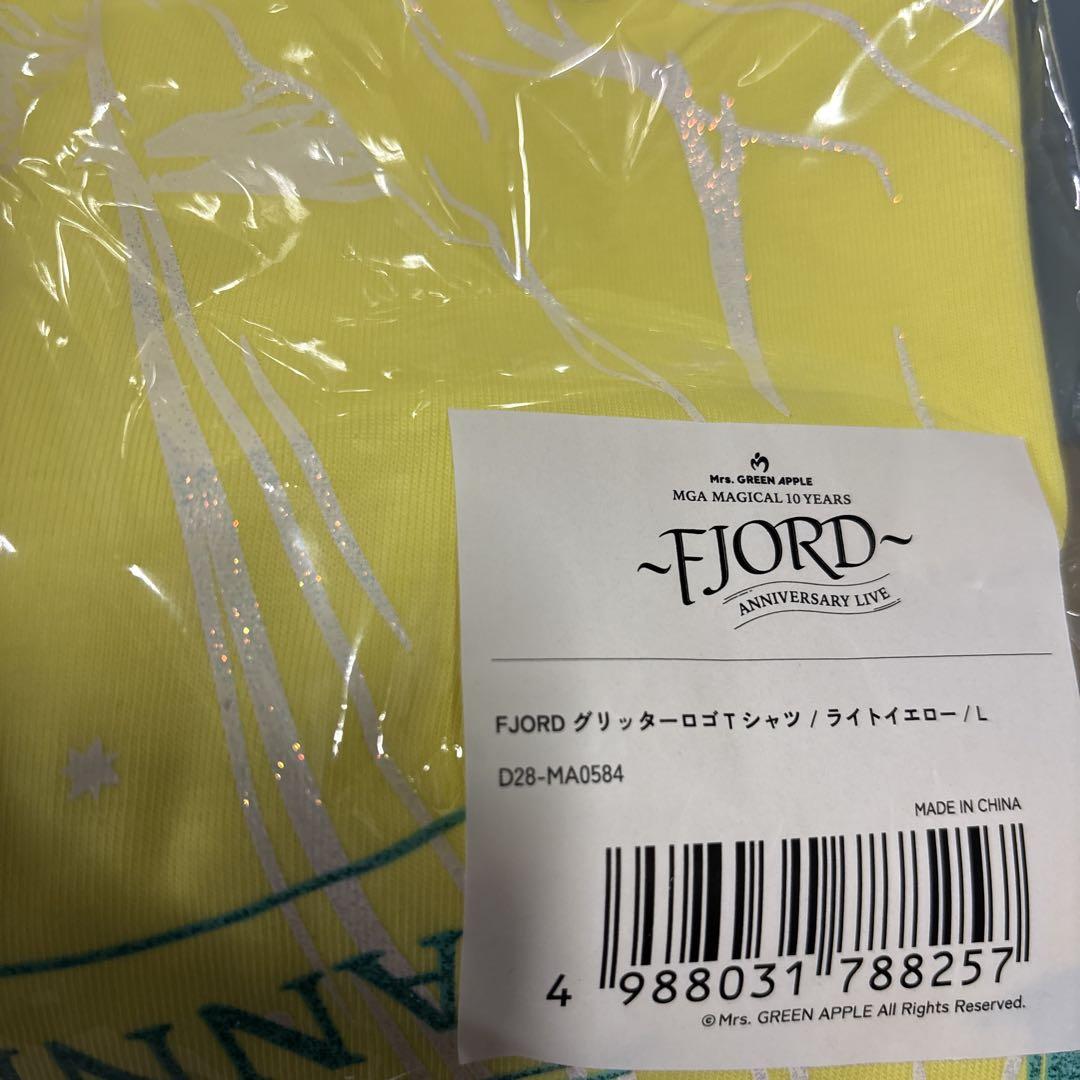 Mrs. GREEN APPLE
MGA MAGICAL 10 YEARS
~FJORD~
ANNIVERSARY LIVE
FJORD グリッターロゴTシャツ / ライトイエロー / L
D28-MA0584
MADE IN CHINA
4 988031 788257
©Mrs. GREEN APPLE All Rights Reserved.
ANN